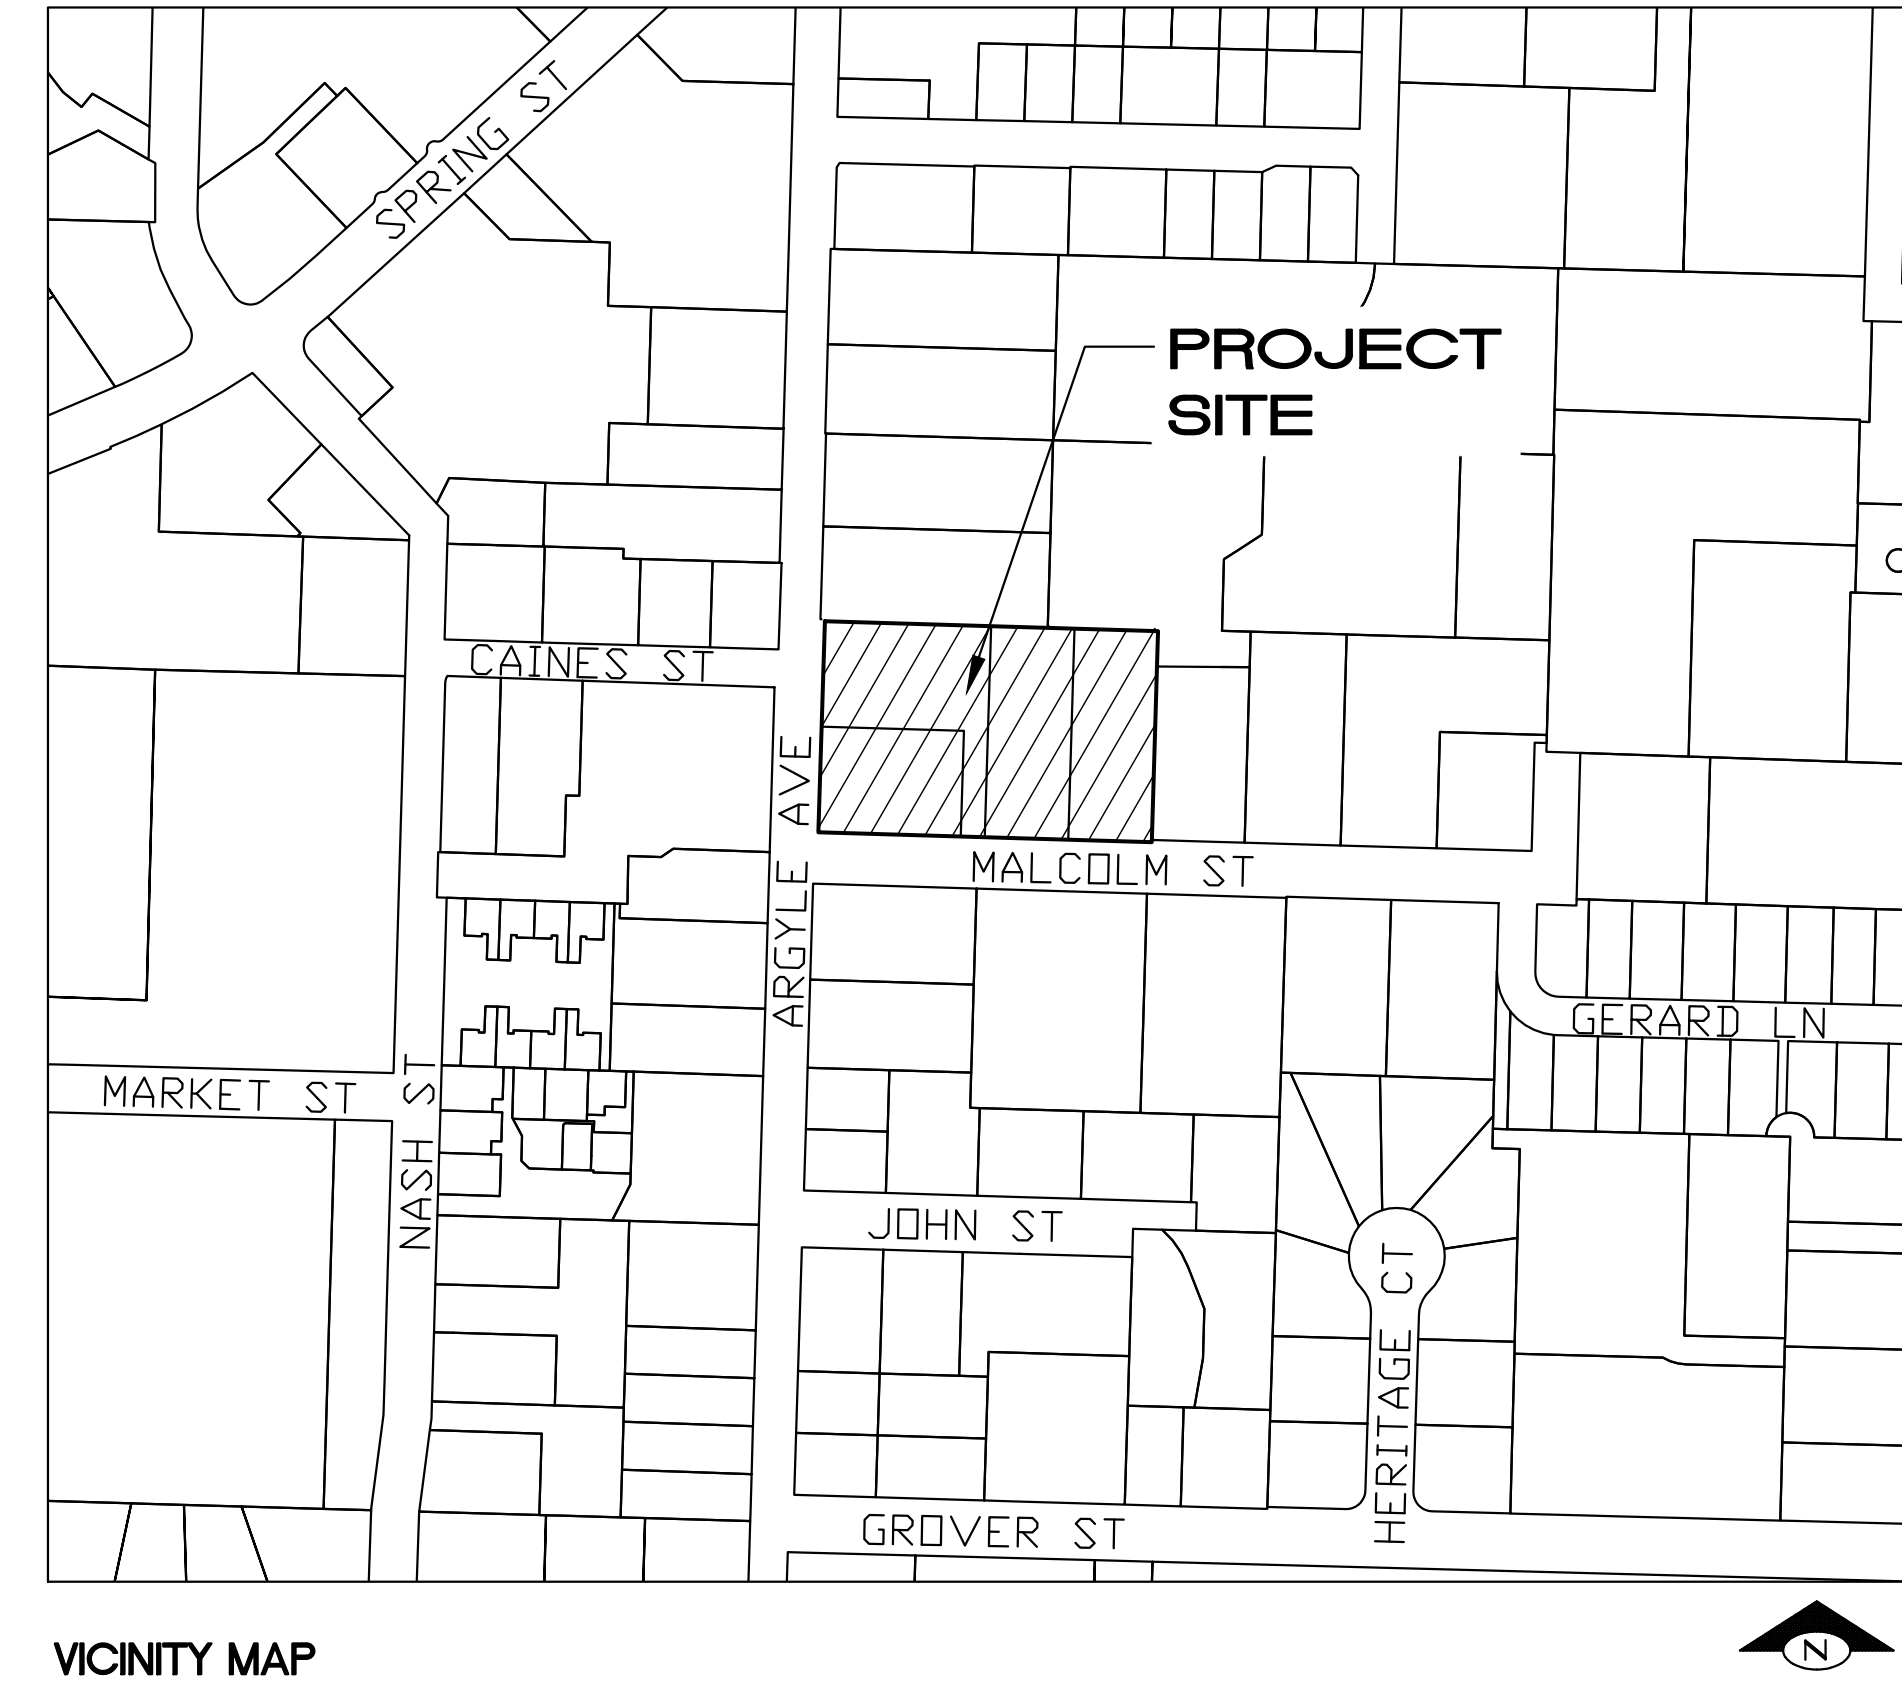 SPRING ST
PROJECT
SITE
CAINES ST
ARGYLE AVE
MALCOLM ST
GERARD LN
MARKET ST
NASH ST
JOHN ST
HERITAGE CT
GROVER ST
VICINITY MAP
N